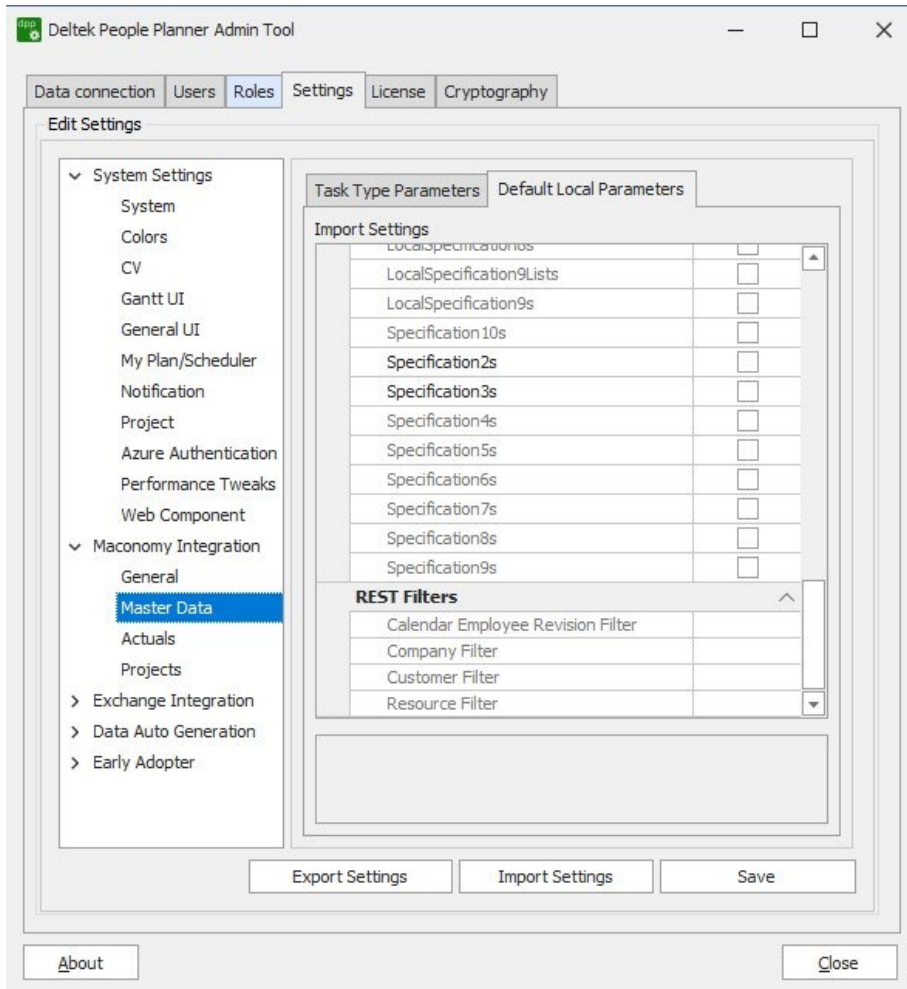 dpp
Deltek People Planner Admin Tool
Data connection Users Roles Settings License Cryptography
Edit Settings
System Settings
System
Colors
CV
Gantt UI
General UI
My Plan/Scheduler
Notification
Project
Azure Authentication
Performance Tweaks
Web Component
Maconomy Integration
General
Master Data
Actuals
Projects
Exchange Integration
Data Auto Generation
Early Adopter
Task Type Parameters Default Local Parameters
Import Settings
LocalSpecification8s
LocalSpecification9Lists
LocalSpecification9s
Specification10s
Specification2s
Specification3s
Specification4s
Specification5s
Specification6s
Specification7s
Specification8s
Specification9s
REST Filters
Calendar Employee Revision Filter
Company Filter
Customer Filter
Resource Filter
Export Settings Import Settings Save
About Close